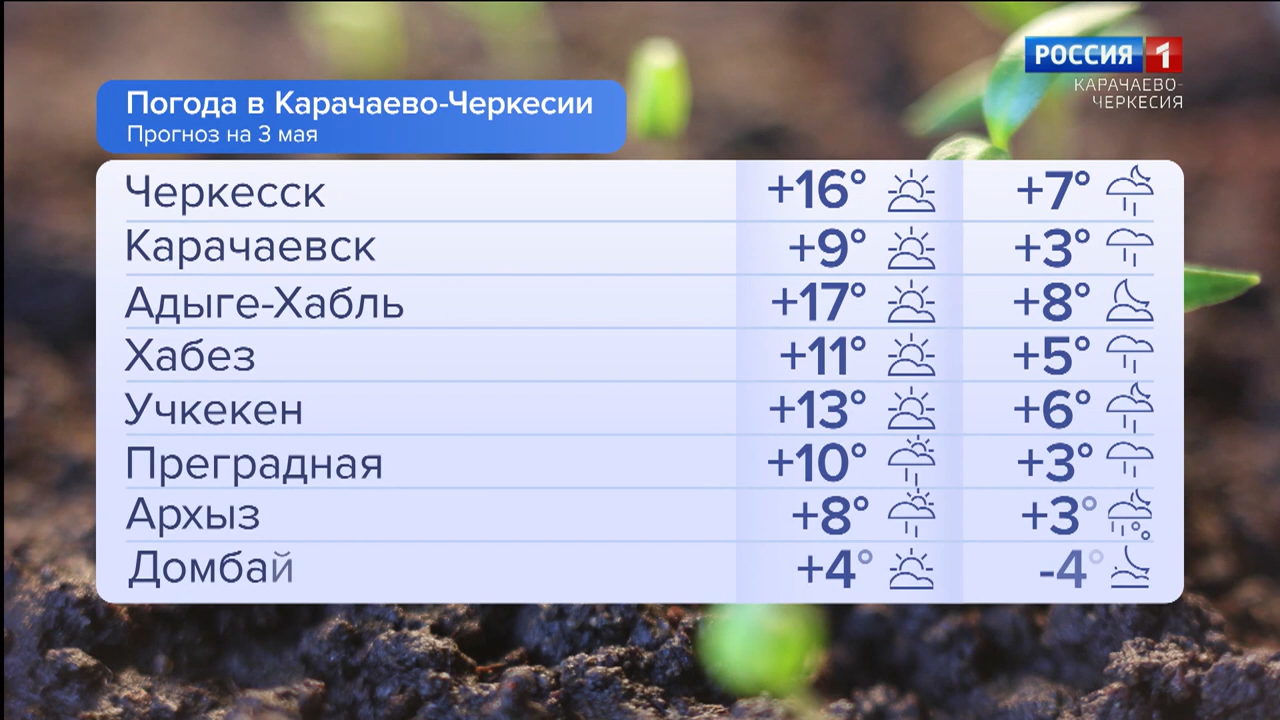 РОССИЯ 1
КАРАЧАЕВО-
ЧЕРКЕСИЯ
Погода в Карачаево-Черкесии
Прогноз на 3 мая
Черкесск +16° +7°
Карачаевск +9° +3°
Адыге-Хабль +17° +8°
Хабез +11° +5°
Учкекен +13° +6°
Преградная +10° +3°
Архыз +8° +3°
Домбай +4° -4°